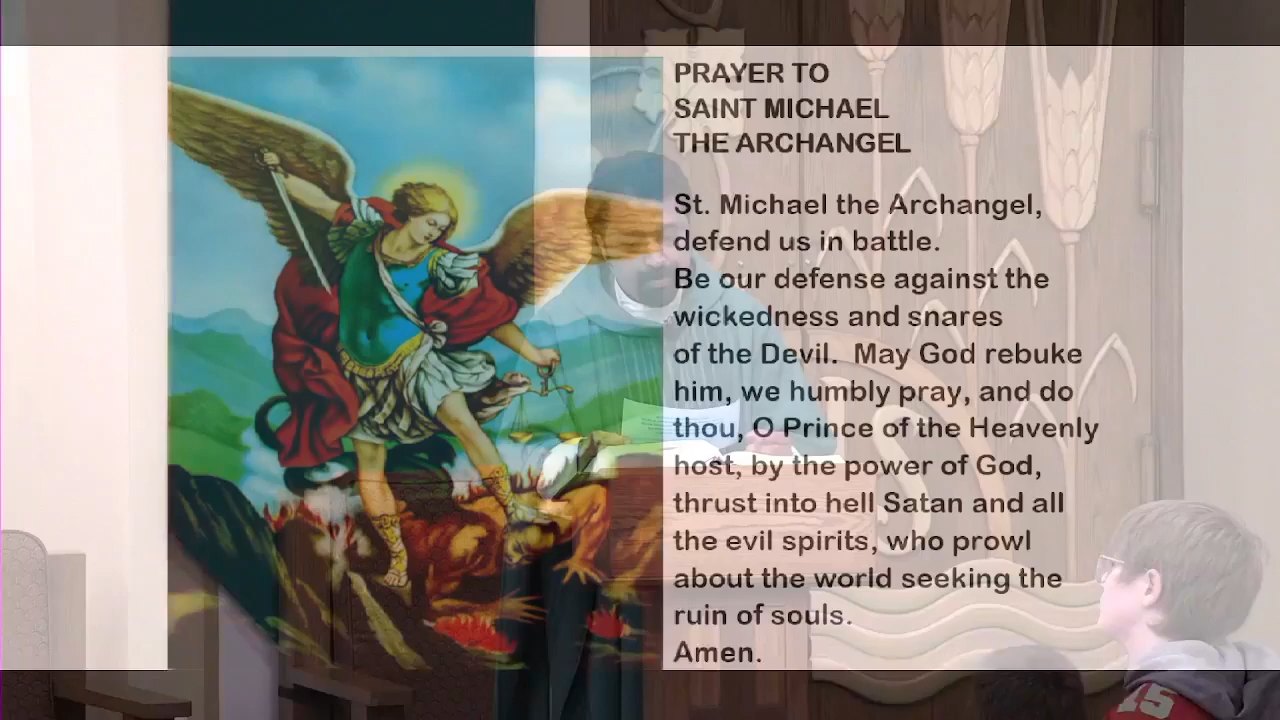 PRAYER TO
SAINT MICHAEL
THE ARCHANGEL
St. Michael the Archangel,
defend us in battle.
Be our defense against the
wickedness and snares
of the Devil.  May God rebuke
him, we humbly pray, and do
thou, O Prince of the Heavenly
host, by the power of God,
thrust into hell Satan and all
the evil spirits, who prowl
about the world seeking the
ruin of souls.
Amen.
15